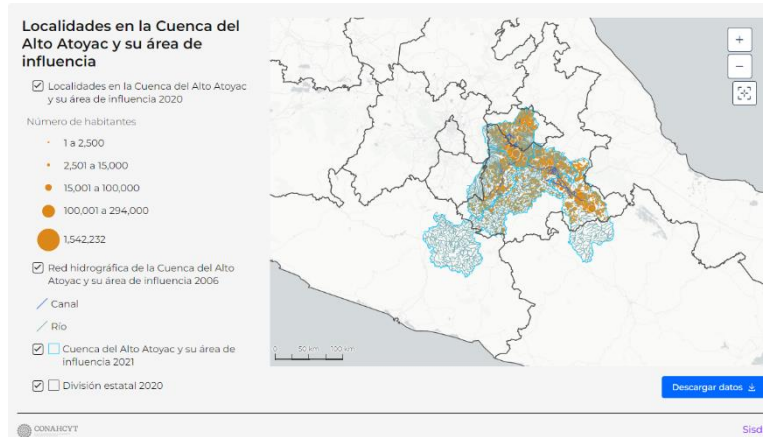 Localidades en la Cuenca del
Alto Atoyac y su área de
influencia
Localidades en la Cuenca del Alto Atoyac
y su área de influencia 2020
Número de habitantes
1 a 2,500
2,501 a 15,000
15,001 a 100,000
100,001 a 294,000
1,542,232
Red hidrográfica de la Cuenca del Alto
Atoyac y su área de influencia 2006
Canal
Río
Cuenca del Alto Atoyac y su área de
influencia 2021
División estatal 2020
+
−
0 50 km 100 km
Descargar datos
CONAHCYT
Sisd